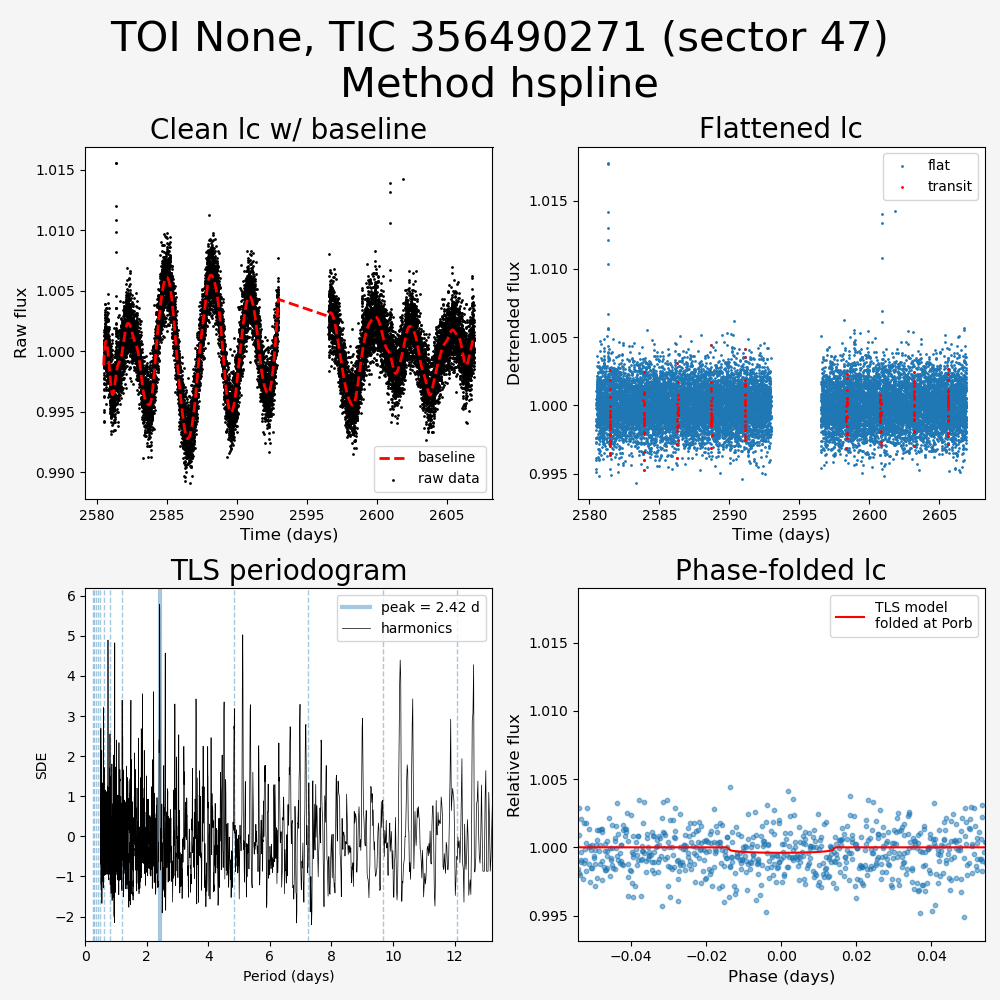 TOI None, TIC 356490271 (sector 47)
Method hspline
Clean lc w/ baseline
Raw flux
1.015
1.010
1.005
1.000
0.995
0.990
baseline
raw data
2580
2585
2590
2595
2600
2605
Time (days)
Flattened lc
Detrended flux
1.015
1.010
1.005
1.000
0.995
flat
transit
2580
2585
2590
2595
2600
2605
Time (days)
TLS periodogram
SDE
6
5
4
3
2
1
0
−1
−2
peak = 2.42 d
harmonics
0
2
4
6
8
10
12
Period (days)
Phase-folded lc
Relative flux
1.015
1.010
1.005
1.000
0.995
TLS model
folded at Porb
−0.04
−0.02
0.00
0.02
0.04
Phase (days)